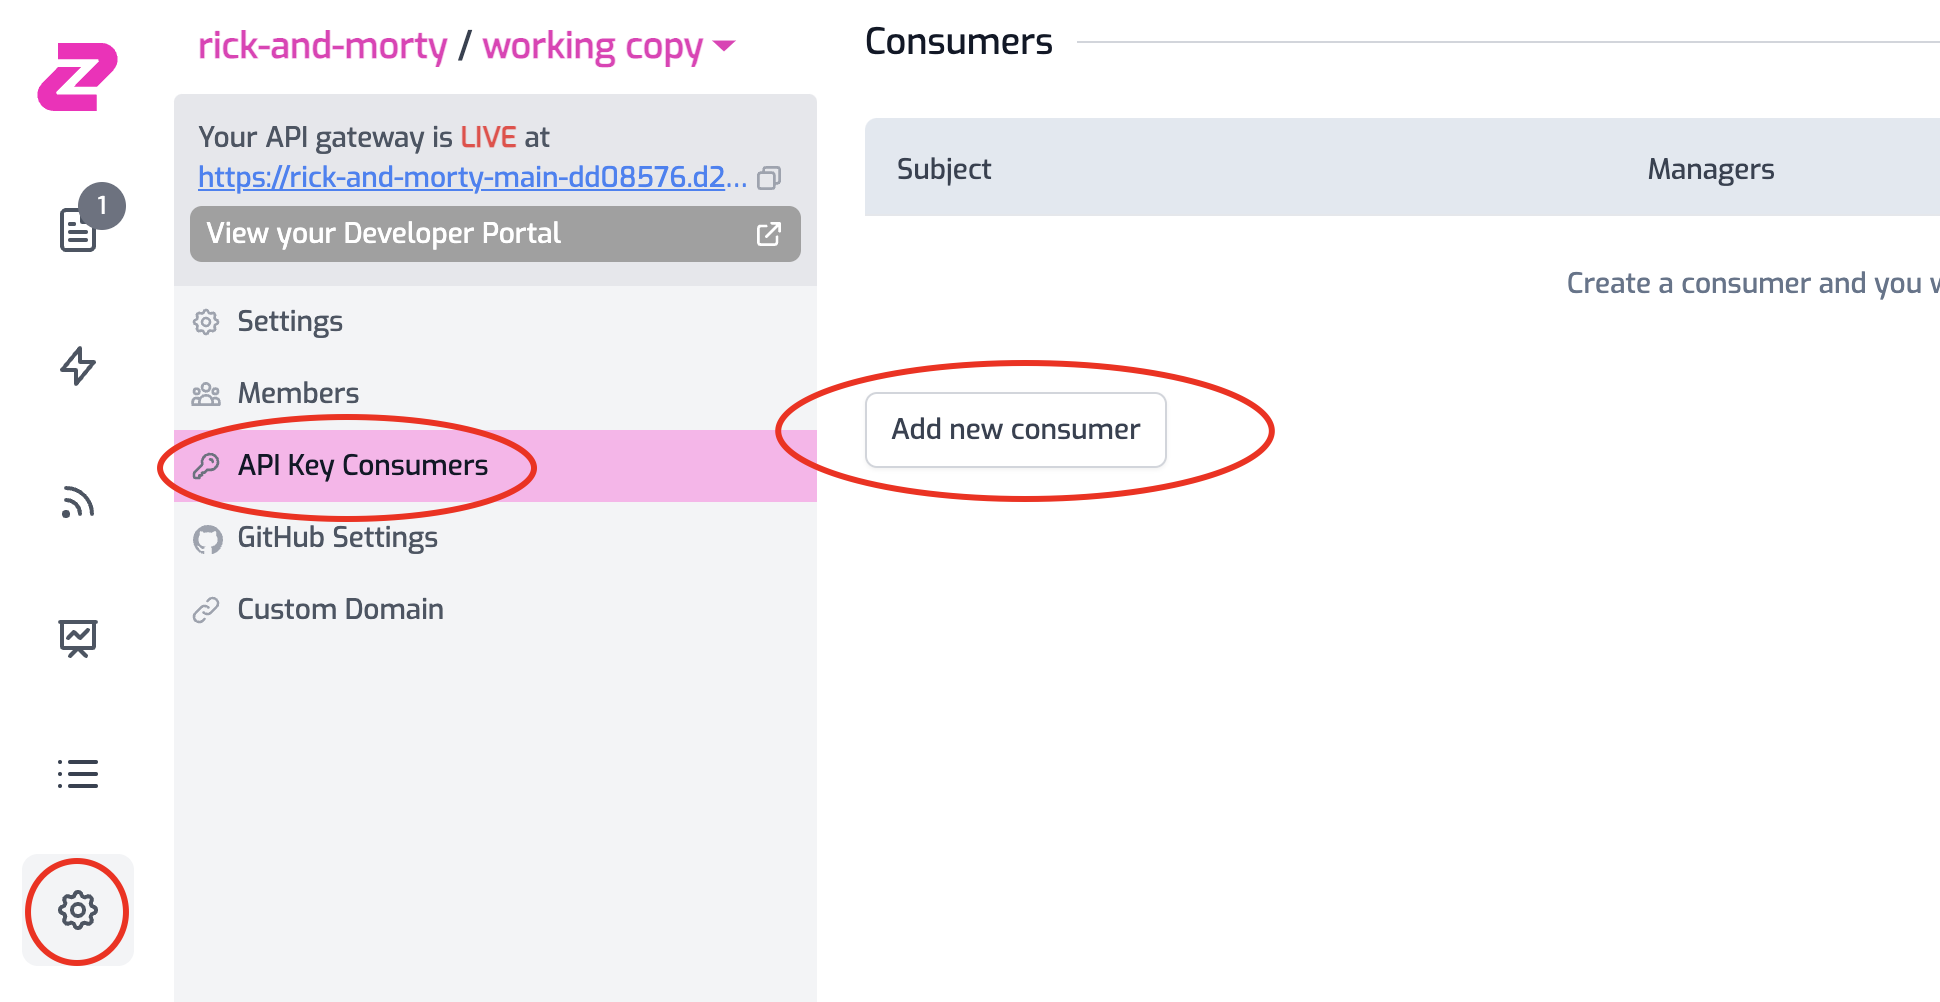 rick-and-morty / working copy
Your API gateway is LIVE at
https://rick-and-morty-main-dd08576.d2...
View your Developer Portal
1
Settings
Members
API Key Consumers
GitHub Settings
Custom Domain
Consumers
Subject Managers
Create a consumer and you
Add new consumer